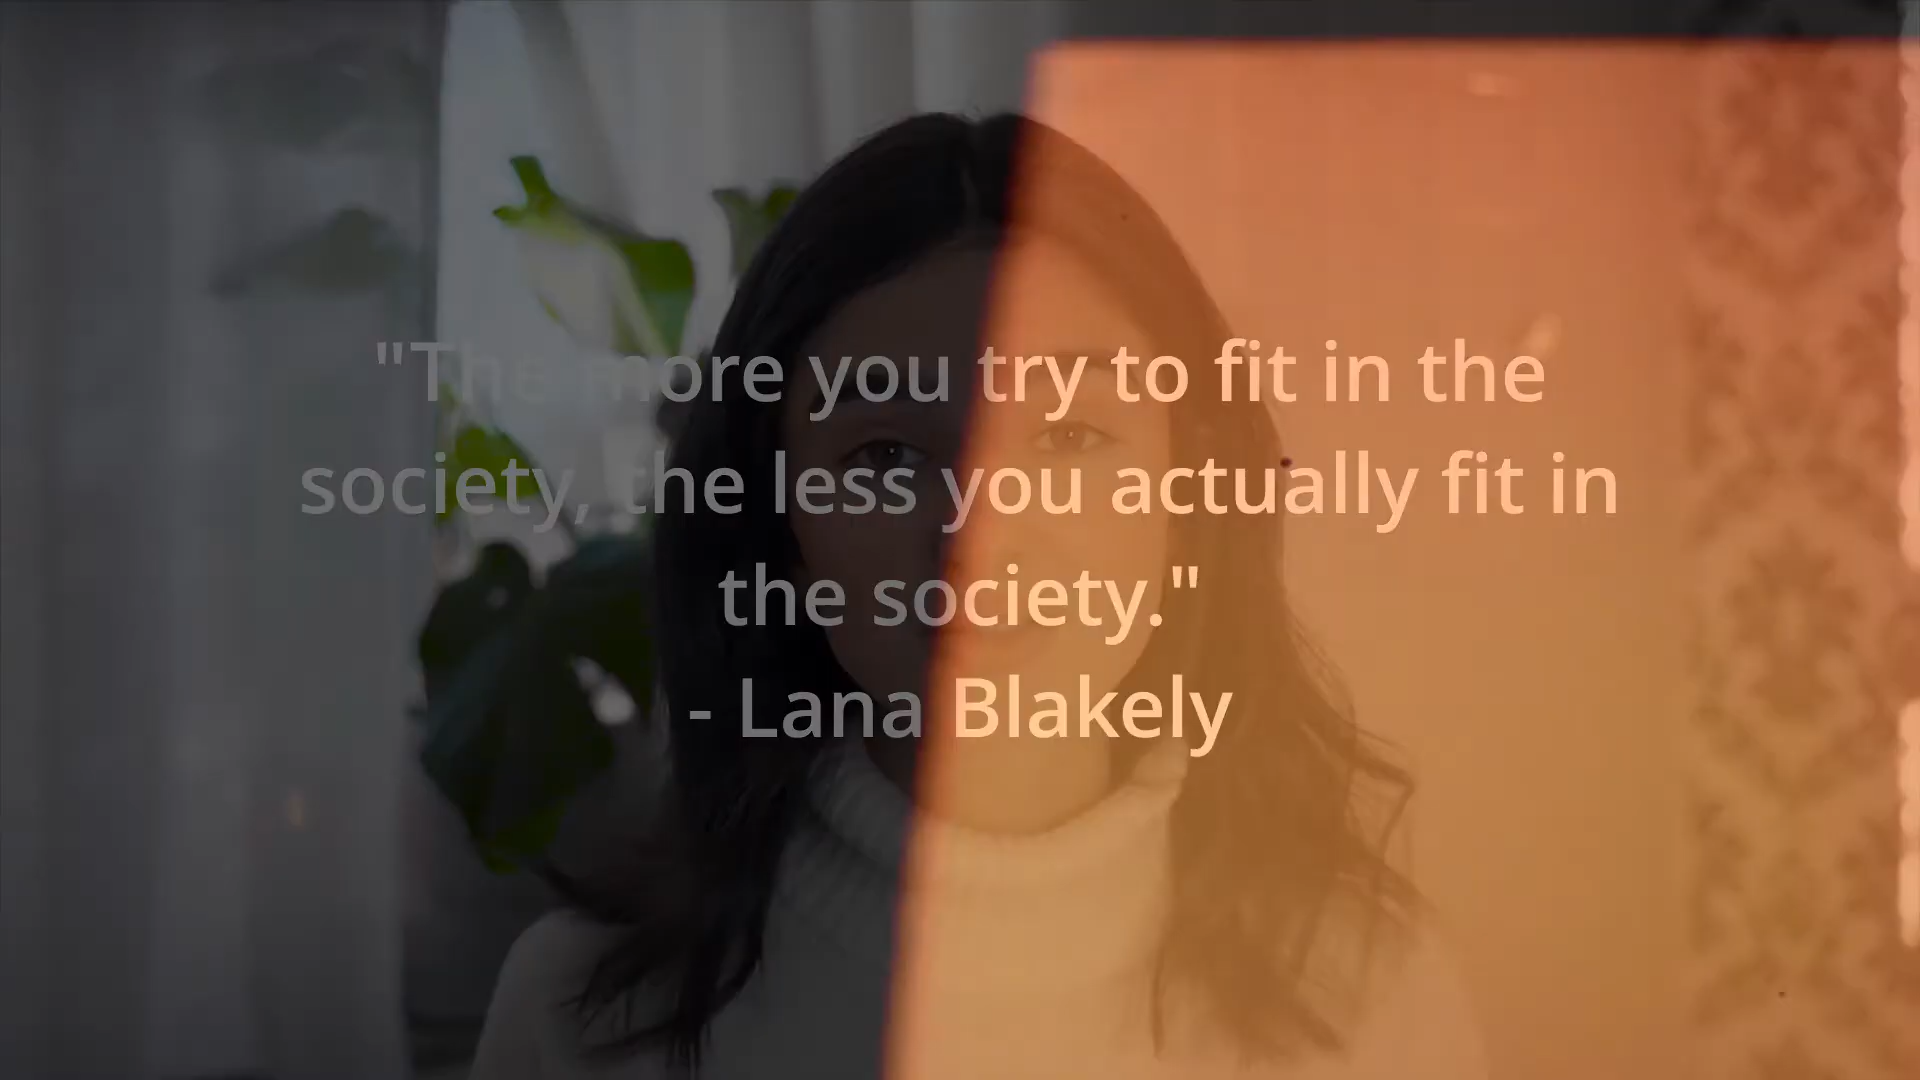 "The more you try to fit in the
society, the less you actually fit in
the society."
- Lana Blakely